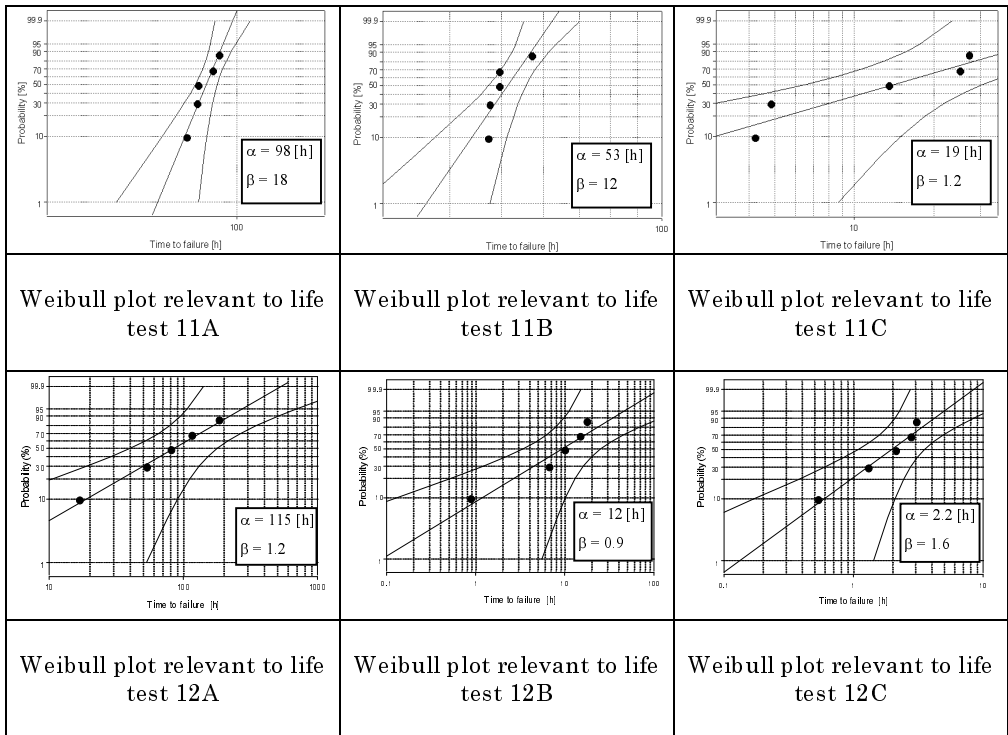 99.9
95
90
70
50
30
10
1
Probability [%]
α = 98 [h]
β = 18
100
Time to failure [h]
99.9
95
90
70
50
30
10
1
Probability [%]
α = 53 [h]
β = 12
100
Time to failure [h]
99.9
95
90
70
50
30
10
1
Probability [%]
α = 19 [h]
β = 1.2
10
Time to failure [h]
Weibull plot relevant to life
test 11A
Weibull plot relevant to life
test 11B
Weibull plot relevant to life
test 11C
99.9
95
90
70
50
30
10
1
Probability (%)
α = 115 [h]
β = 1.2
10 100 1000
Time to failure [h]
99.9
95
90
70
50
30
10
1
Probability (%)
α = 12 [h]
β = 0.9
0.1 1 10 100
Time to failure [h]
99.9
95
90
70
50
30
10
1
Probability (%)
α = 2.2 [h]
β = 1.6
0.1 1 10
Time to failure [h]
Weibull plot relevant to life
test 12A
Weibull plot relevant to life
test 12B
Weibull plot relevant to life
test 12C